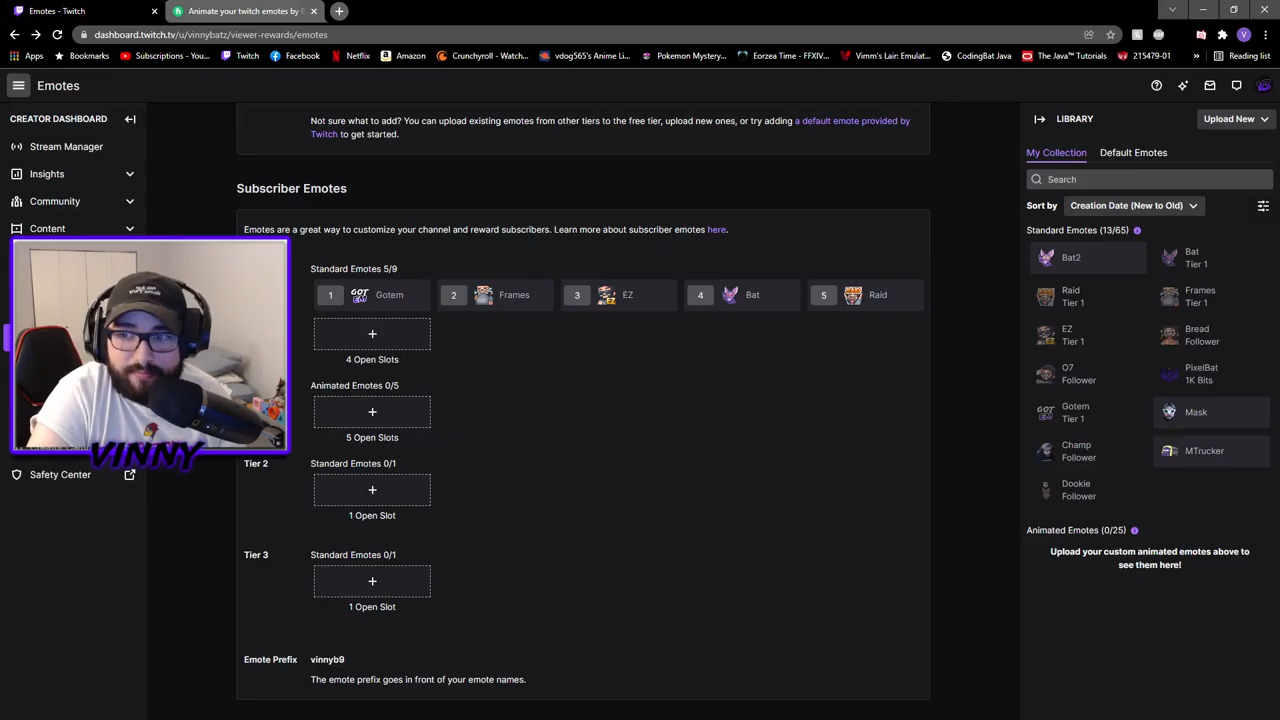 Emotes - Twitch
Animate your twitch emotes by E
dashboard.twitch.tv/u/vinnybatz/viewer-rewards/emotes
Apps
Bookmarks
Subscriptions - You...
Twitch
Facebook
Netflix
Amazon
Crunchyroll - Watch...
vdog565's Anime Li...
Pokemon Mystery...
Eorzea Time - FFXIV...
Vimm's Lair: Emulat...
CodingBat Java
The Java™ Tutorials
215479-01
»
Reading list
Emotes
CREATOR DASHBOARD
Stream Manager
Insights
Community
Content
Safety Center
VINNY
Not sure what to add? You can upload existing emotes from other tiers to the free tier, upload new ones, or try adding a default emote provided by
Twitch to get started.
Subscriber Emotes
Emotes are a great way to customize your channel and reward subscribers. Learn more about subscriber emotes here.
Standard Emotes 5/9
1 GOT EM Gotem
2 Frames
3 EZ EZ
4 Bat
5 RAID Raid
+
4 Open Slots
Animated Emotes 0/5
+
5 Open Slots
Tier 2
Standard Emotes 0/1
+
1 Open Slot
Tier 3
Standard Emotes 0/1
+
1 Open Slot
Emote Prefix
vinnyb9
The emote prefix goes in front of your emote names.
LIBRARY
Upload New
My Collection
Default Emotes
Search
Sort by
Creation Date (New to Old)
Standard Emotes (13/65)
Bat2
Bat
Tier 1
Raid
Tier 1
Frames
Tier 1
EZ
Tier 1
Bread
Follower
O7
Follower
PixelBat
1K Bits
GOT EM
Gotem
Tier 1
Mask
Champ
Follower
MTrucker
Dookie
Follower
Animated Emotes (0/25)
Upload your custom animated emotes above to
see them here!